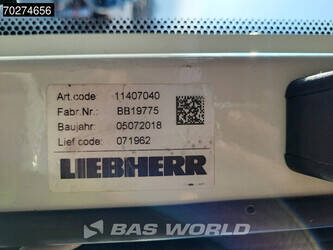 70274656
Art.code : 11407040
Fabr.Nr.: BB19775
Baujahr: 05072018
Lief code: 071962
LIEBHERR
BAS WORLD